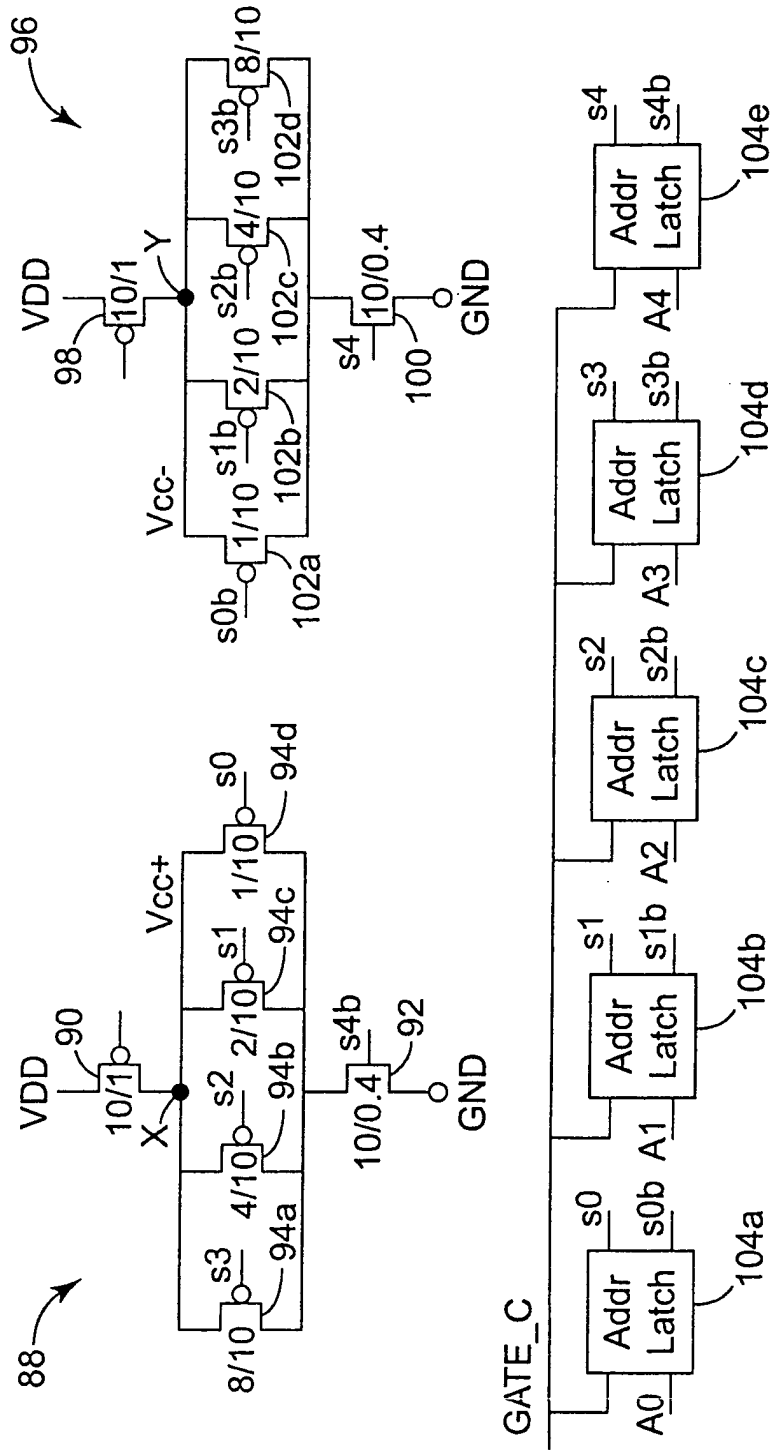 88
VDD
90
10/1
X
Vcc+
8/10
s3
94a
4/10
s2
94b
2/10
s1
94c
1/10
s0
94d
s4b
10/0.4
92
GND
96
VDD
98
10/1
Y
Vcc-
s0b
1/10
102a
s1b
2/10
102b
s2b
4/10
102c
s3b
8/10
102d
s4
10/0.4
100
GND
GATE_C
A0
Addr
Latch
s0
s0b
104a
A1
Addr
Latch
s1
s1b
104b
A2
Addr
Latch
s2
s2b
104c
A3
Addr
Latch
s3
s3b
104d
A4
Addr
Latch
s4
s4b
104e